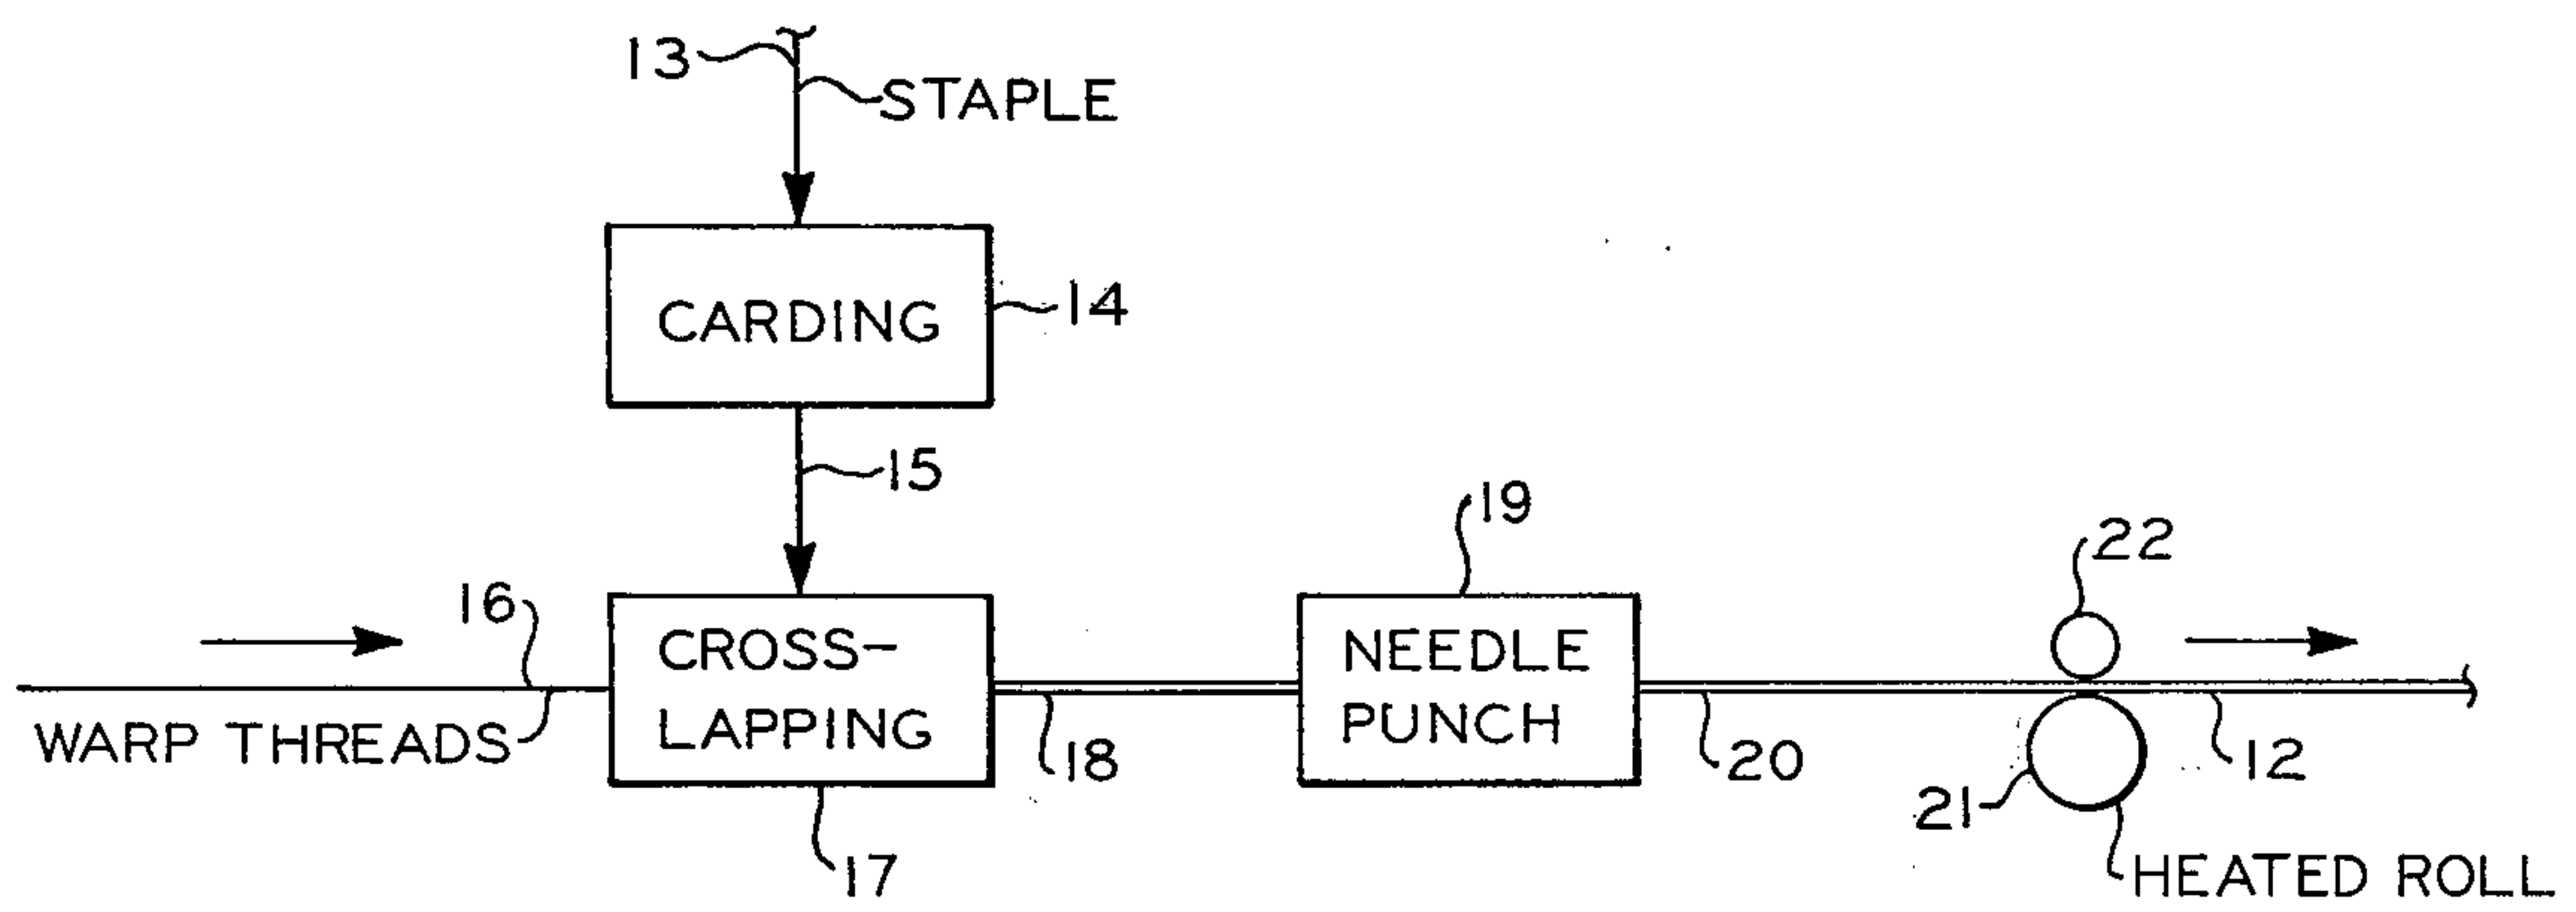 13
STAPLE
CARDING
14
15
16
WARP THREADS
CROSS-
LAPPING
17
18
19
NEEDLE
PUNCH
20
22
12
21
HEATED ROLL